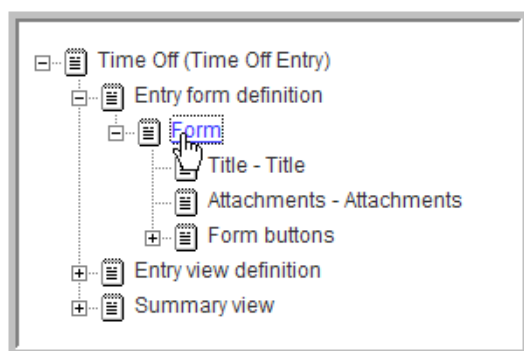 Time Off (Time Off Entry)
Entry form definition
Form
Title - Title
Attachments - Attachments
Form buttons
Entry view definition
Summary view